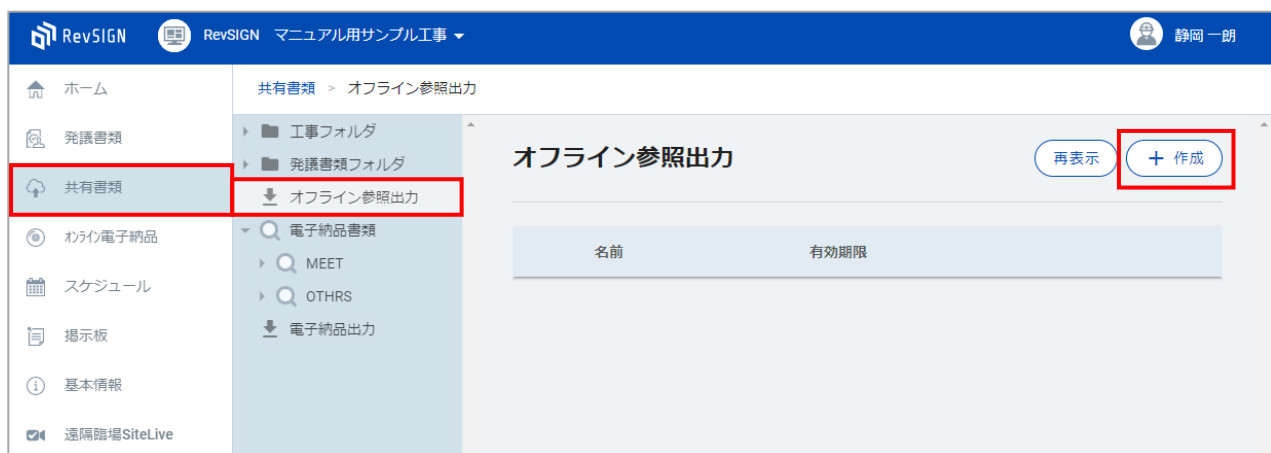 RevSIGN
RevSIGN マニュアル用サンプル工事
静岡 一朗
ホーム
発議書類
共有書類
オンライン電子納品
スケジュール
掲示板
基本情報
遠隔臨場SiteLive
共有書類 > オフライン参照出力
工事フォルダ
発議書類フォルダ
オフライン参照出力
電子納品書類
MEET
OTHRS
電子納品出力
オフライン参照出力
再表示
+ 作成
名前 有効期限